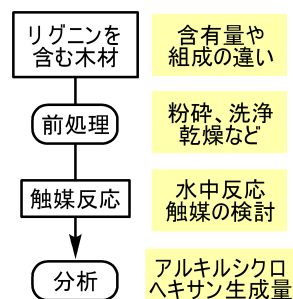 リグニンを
含む木材
含有量や
組成の違い
前処理
粉砕、洗浄
乾燥など
触媒反応
水中反応
触媒の検討
分析
アルキルシクロ
ヘキサン生成量